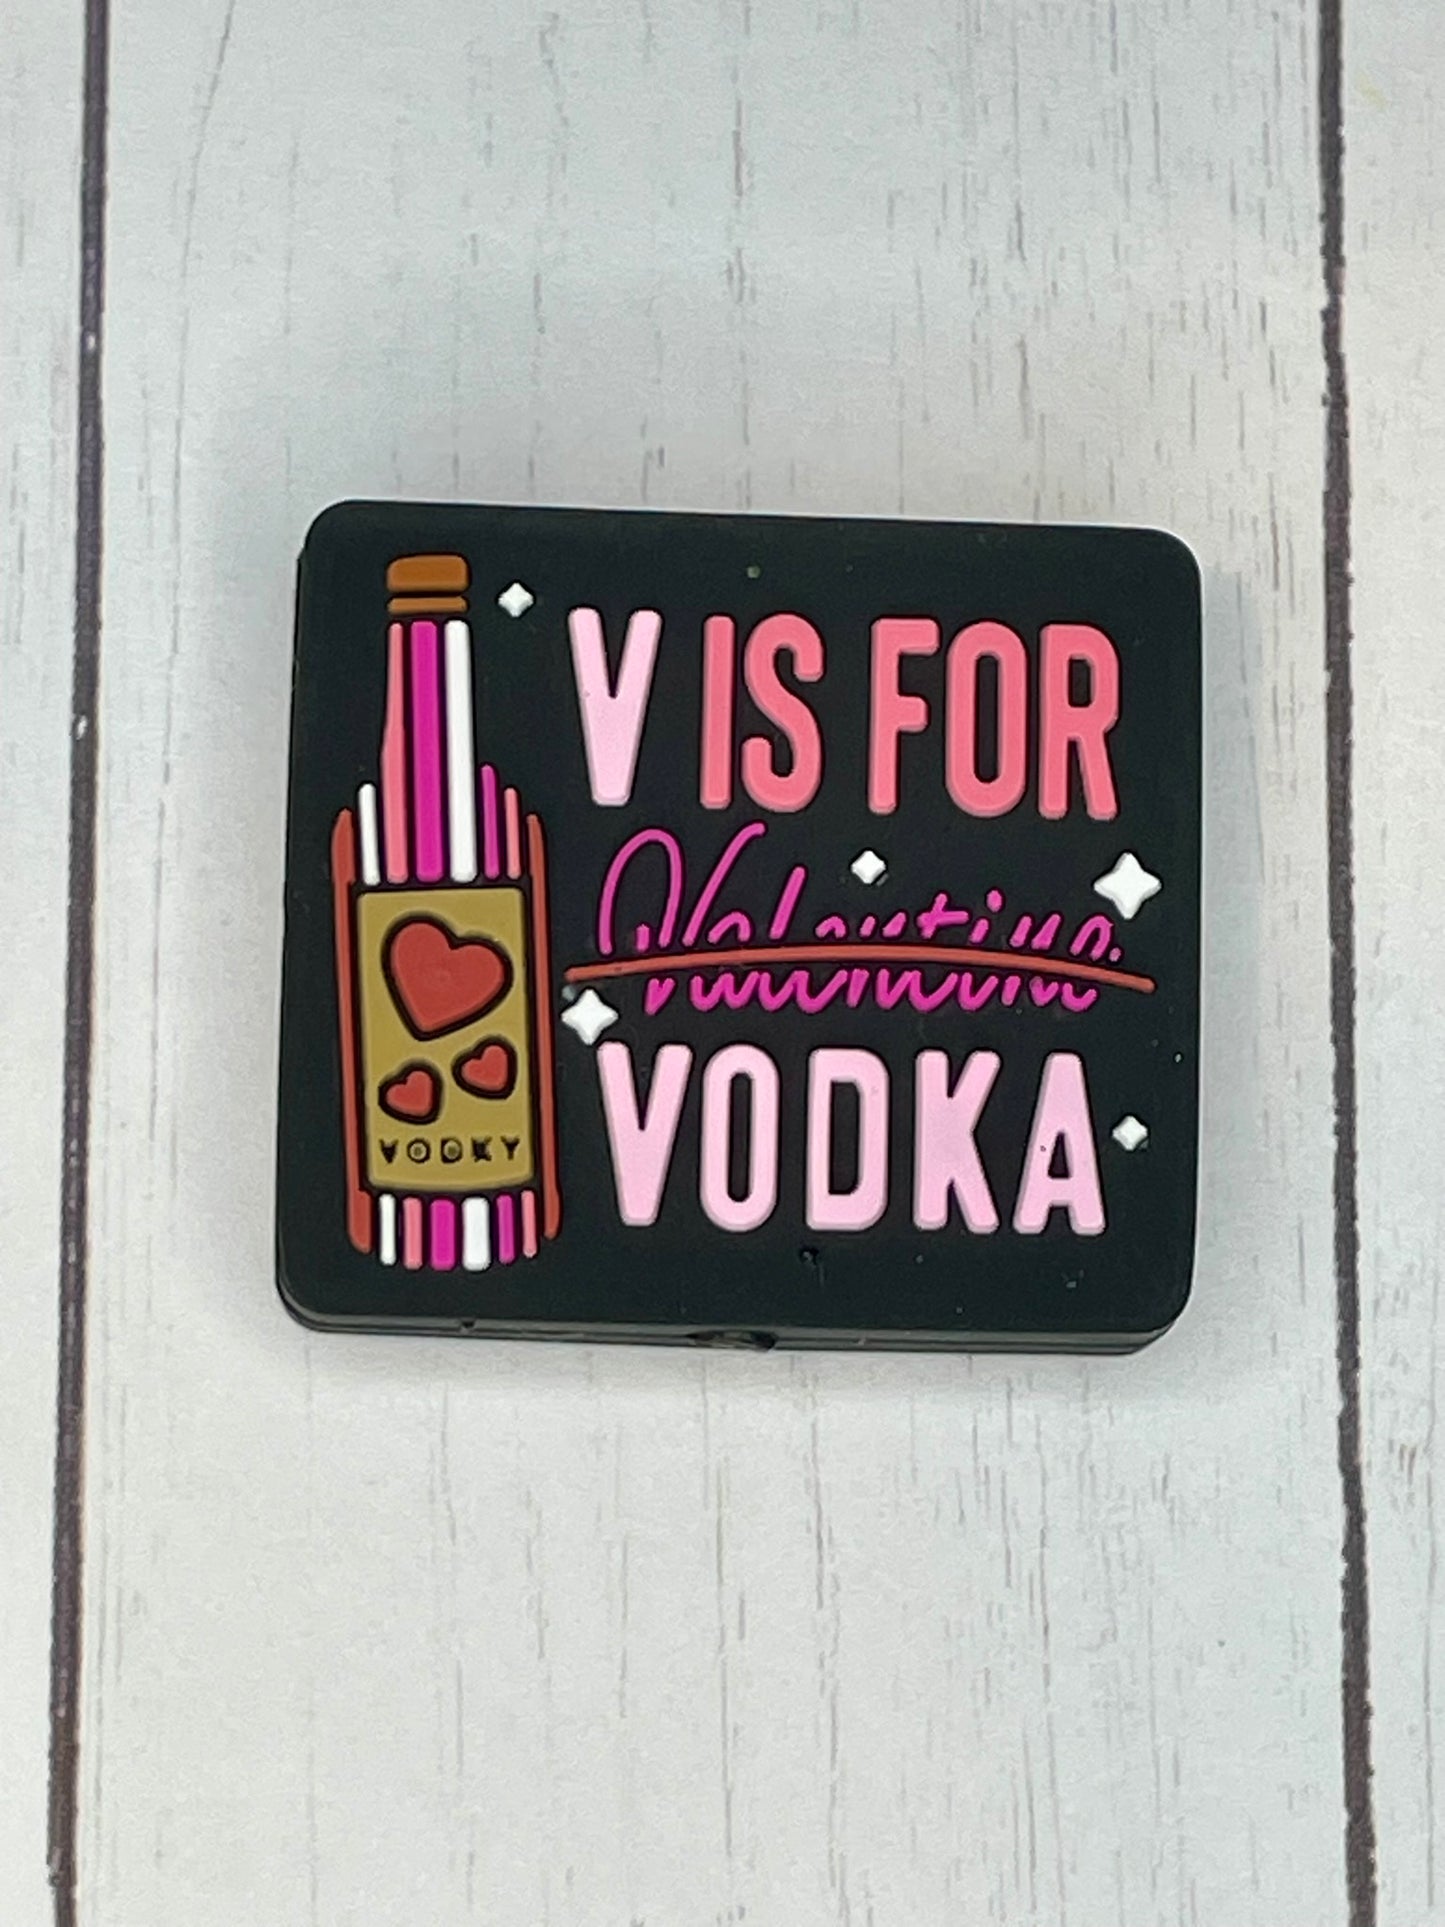 V IS FOR
Valentine
VODKA
VODKY